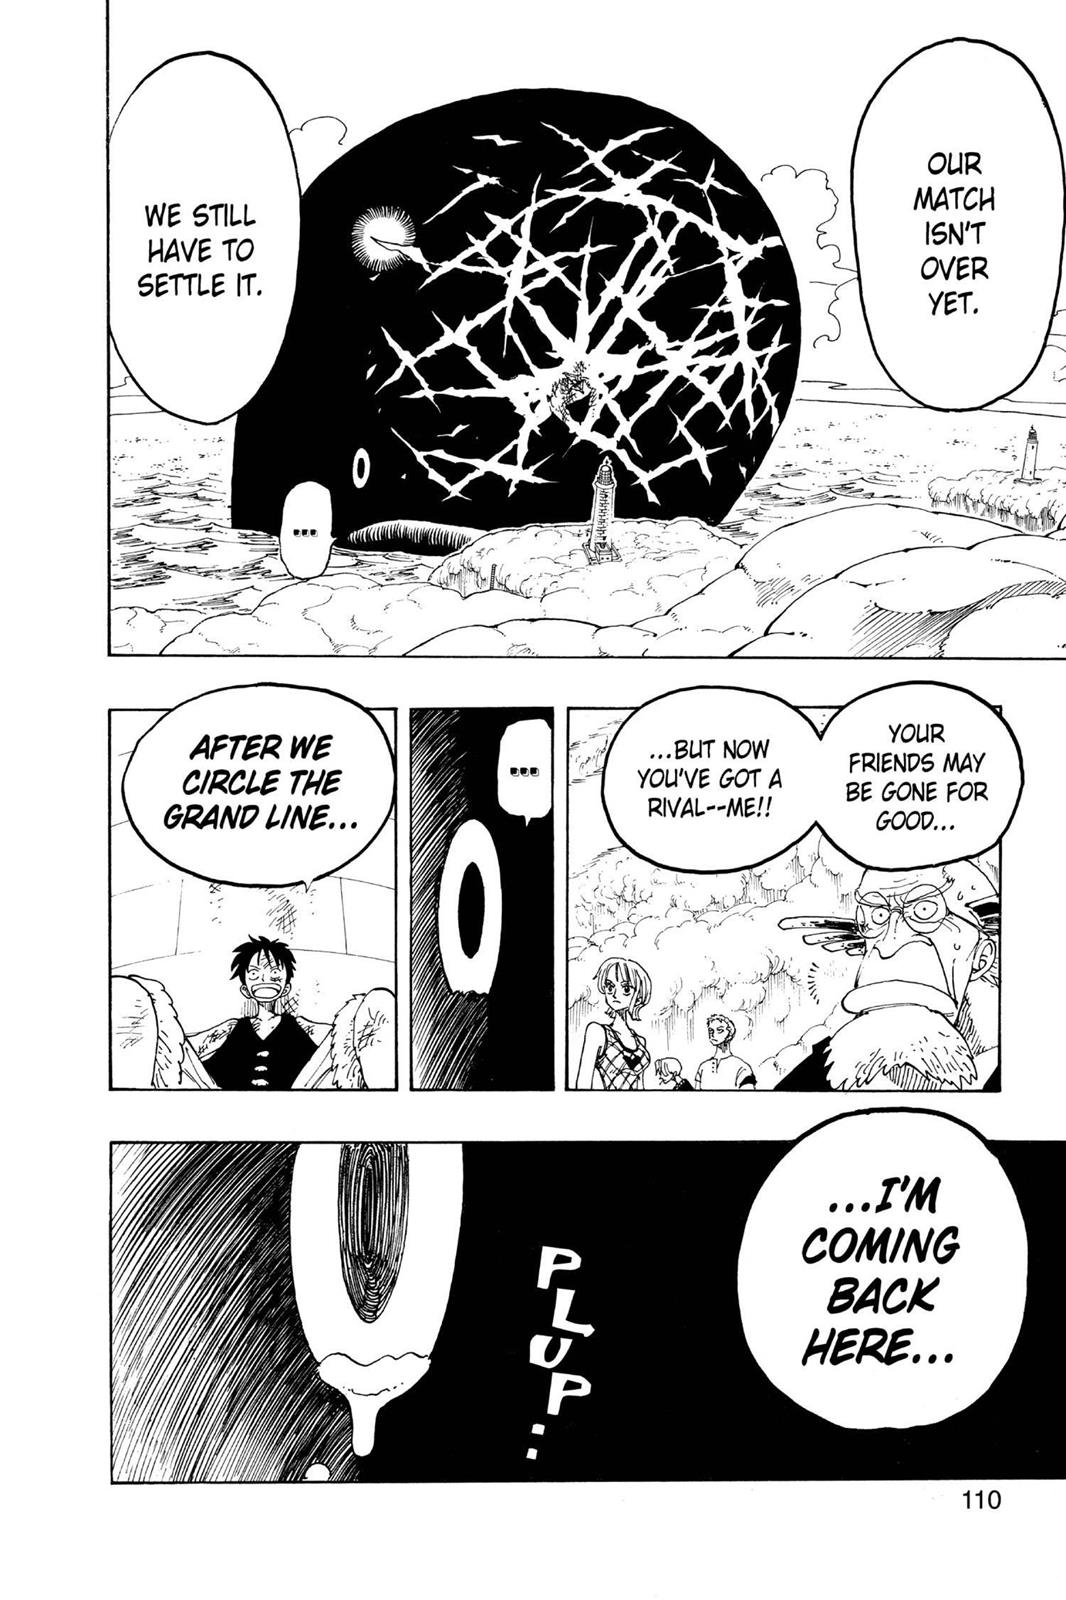 OUR
MATCH
ISN'T
OVER
YET.
WE STILL
HAVE TO
SETTLE IT.
...
YOUR
FRIENDS MAY
BE GONE FOR
GOOD...
...BUT NOW
YOU'VE GOT A
RIVAL--ME!!
...
AFTER WE
CIRCLE THE
GRAND LINE...
...I'M
COMING
BACK
HERE...
PLUP..
110